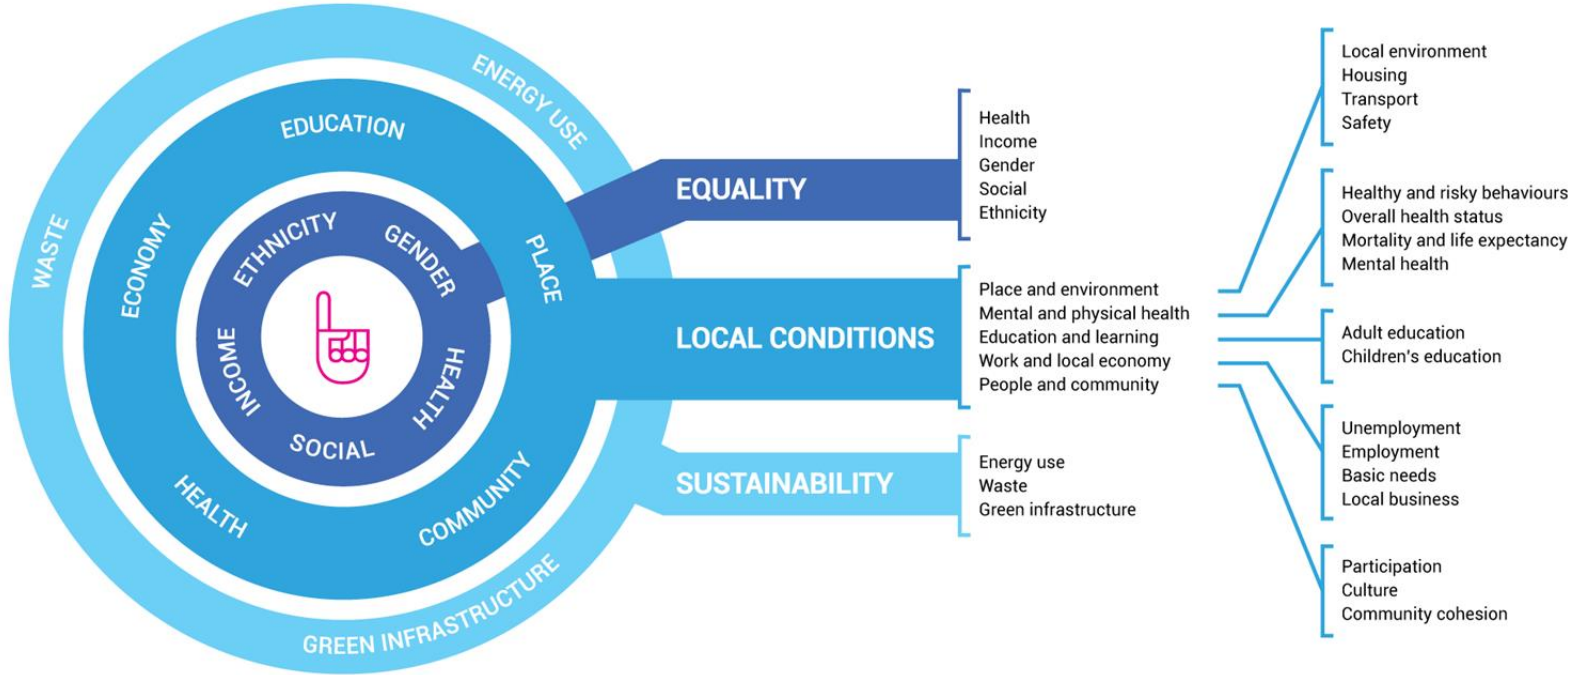 ENERGY USE
WASTE
GREEN INFRASTRUCTURE
EDUCATION
PLACE
ECONOMY
HEALTH
COMMUNITY
ETHNICITY
GENDER
HEALTH
SOCIAL
INCOME
EQUALITY
Health
Income
Gender
Social
Ethnicity
LOCAL CONDITIONS
Place and environment
Mental and physical health
Education and learning
Work and local economy
People and community
SUSTAINABILITY
Energy use
Waste
Green infrastructure
Local environment
Housing
Transport
Safety
Healthy and risky behaviours
Overall health status
Mortality and life expectancy
Mental health
Adult education
Children's education
Unemployment
Employment
Basic needs
Local business
Participation
Culture
Community cohesion